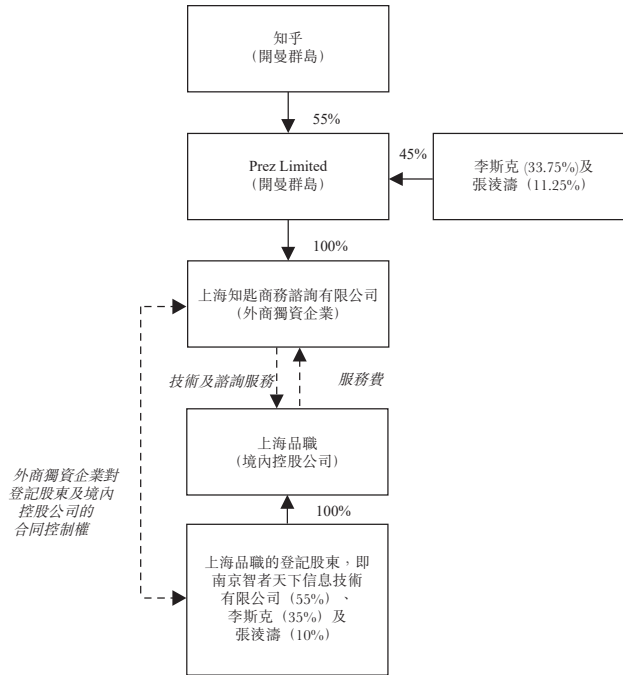 知乎
（開曼群島）
55%
Prez Limited
（開曼群島）
45%
李斯克 (33.75%)及
張淩濤（11.25%）
100%
上海知匙商務諮詢有限公司
（外商獨資企業）
技術及諮詢服務
服務費
上海品職
（境內控股公司）
外商獨資企業對
登記股東及境內
控股公司的
合同控制權
100%
上海品職的登記股東，即
南京智者天下信息技術
有限公司（55%）、
李斯克（35%）及
張淩濤（10%）